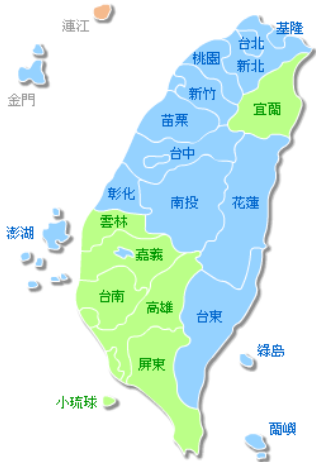 連江
基隆
台北
桃園
新北
金門
新竹
宜蘭
苗栗
台中
彰化
南投
花蓮
雲林
澎湖
嘉義
台南
高雄
台東
綠島
屏東
小琉球
蘭嶼